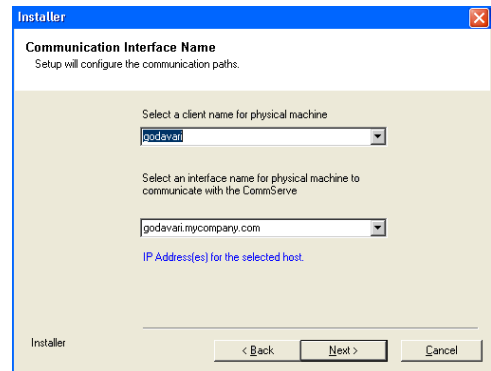 Installer
Communication Interface Name
Setup will configure the communication paths.
Select a client name for physical machine
godavari
Select an interface name for physical machine to
communicate with the CommServe
godavari.mycompany.com
IP Address(es) for the selected host.
Installer
< Back
Next >
Cancel